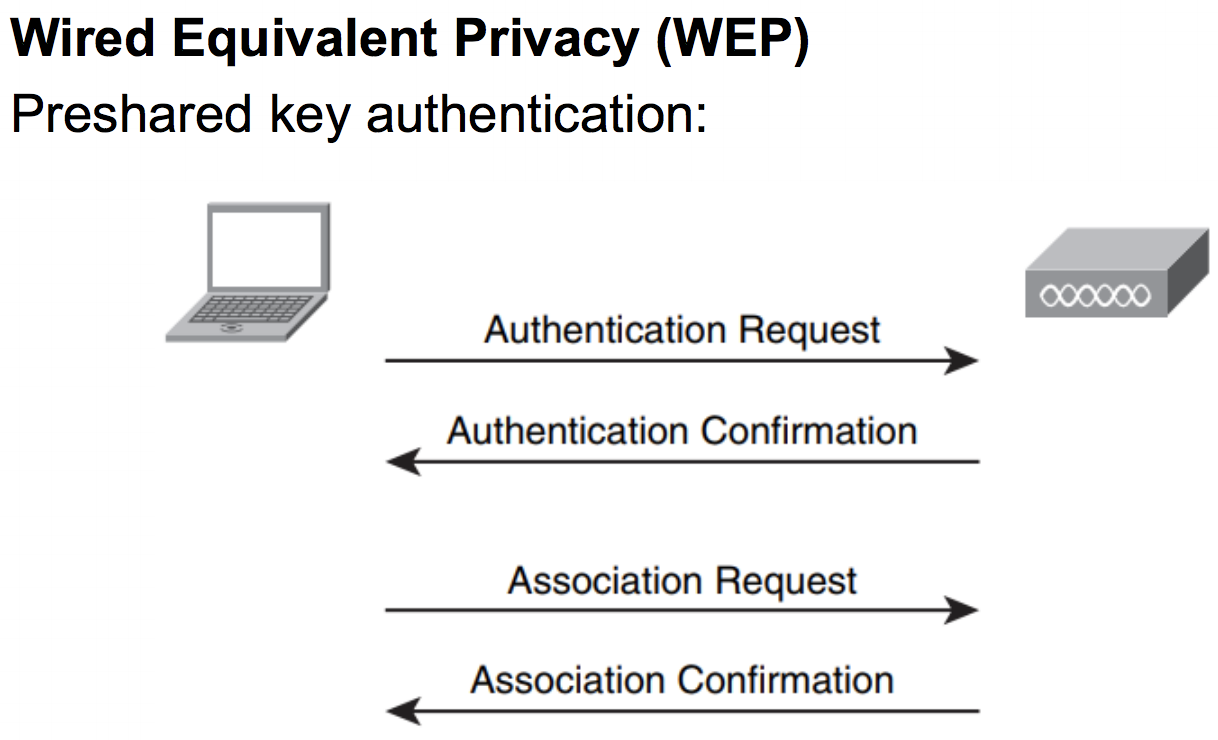 Wired Equivalent Privacy (WEP)
Preshared key authentication:
Authentication Request
Authentication Confirmation
Association Request
Association Confirmation